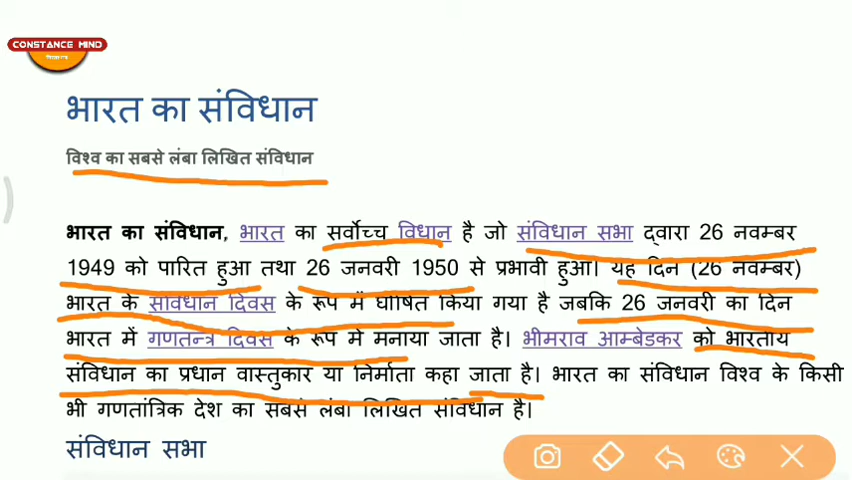 CONSTANCE MIND
भारत का संविधान
विश्व का सबसे लंबा लिखित संविधान
भारत का संविधान, भारत का सर्वोच्च विधान है जो संविधान सभा द्वारा 26 नवम्बर
1949 को पारित हुआ तथा 26 जनवरी 1950 से प्रभावी हुआ। यह दिन (26 नवम्बर)
भारत के संविधान दिवस के रूप में घोषित किया गया है जबकि 26 जनवरी का दिन
भारत में गणतन्त्र दिवस के रूप में मनाया जाता है। भीमराव आम्बेडकर को भारतीय
संविधान का प्रधान वास्तुकार या निर्माता कहा जाता है। भारत का संविधान विश्व के किसी
भी गणतांत्रिक देश का सबसे लंबा लिखित संविधान है।
संविधान सभा